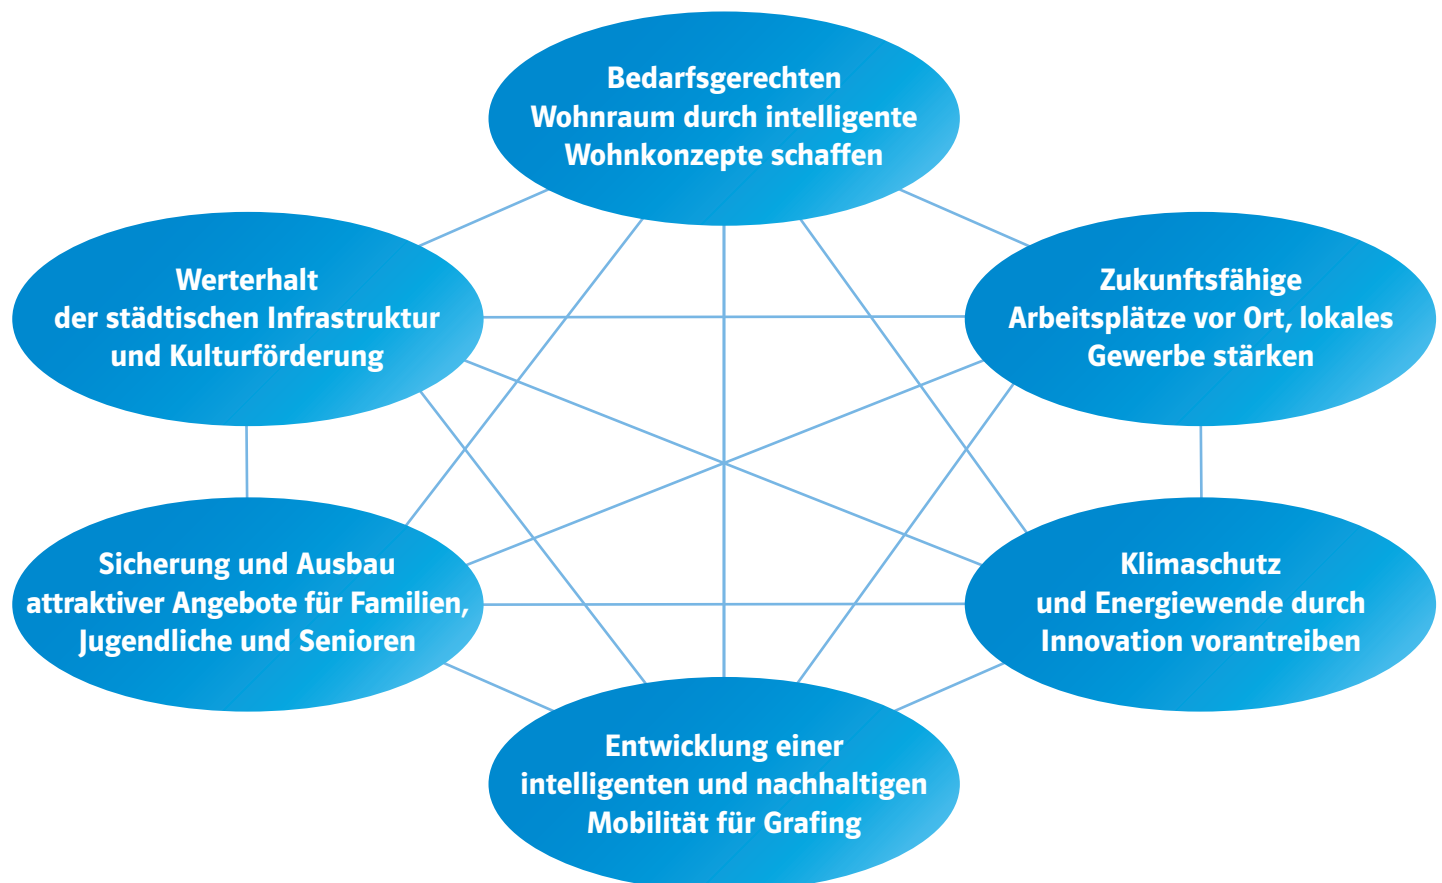 Bedarfsgerechten
Wohnraum durch intelligente
Wohnkonzepte schaffen
Werterhalt
der städtischen Infrastruktur
und Kulturförderung
Zukunftsfähige
Arbeitsplätze vor Ort, lokales
Gewerbe stärken
Sicherung und Ausbau
attraktiver Angebote für Familien,
Jugendliche und Senioren
Klimaschutz
und Energiewende durch
Innovation vorantreiben
Entwicklung einer
intelligenten und nachhaltigen
Mobilität für Grafing